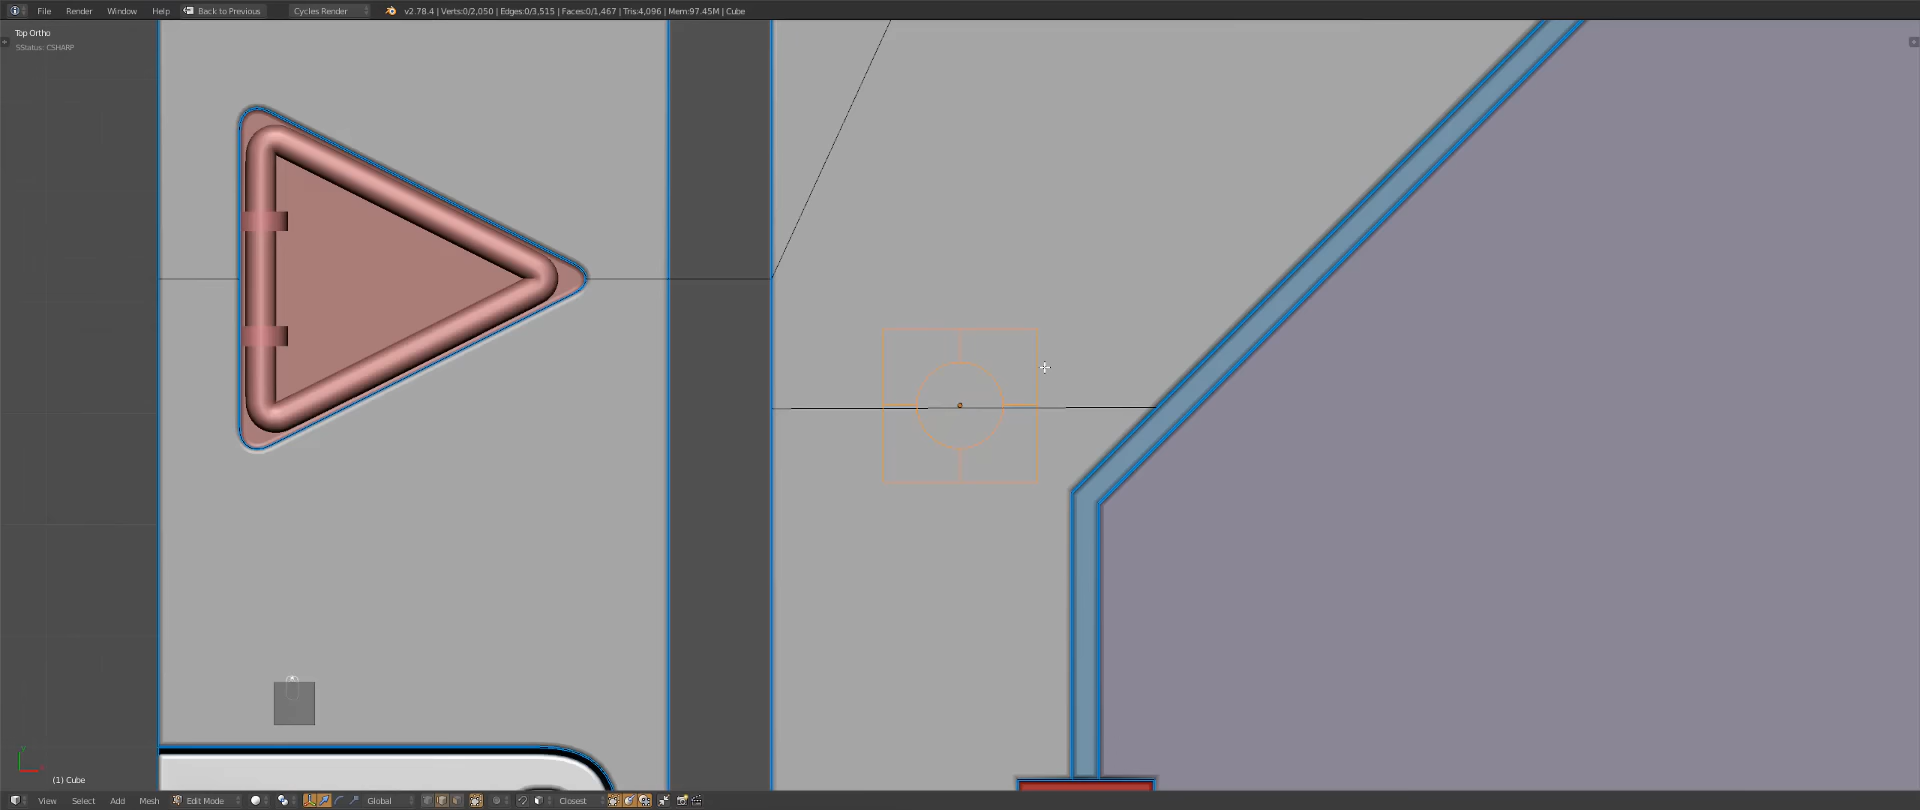 File Render Window Help Back to Previous Cycles Render v2.78.4 | Verts:0/2,050 | Edges:0/3,515 | Faces:0/1,467 | Tris:4,096 | Mem:97.45M | Cube
Top Ortho
SStatus: CSHARP
(1) Cube
View Select Add Mesh Edit Mode Global Closest